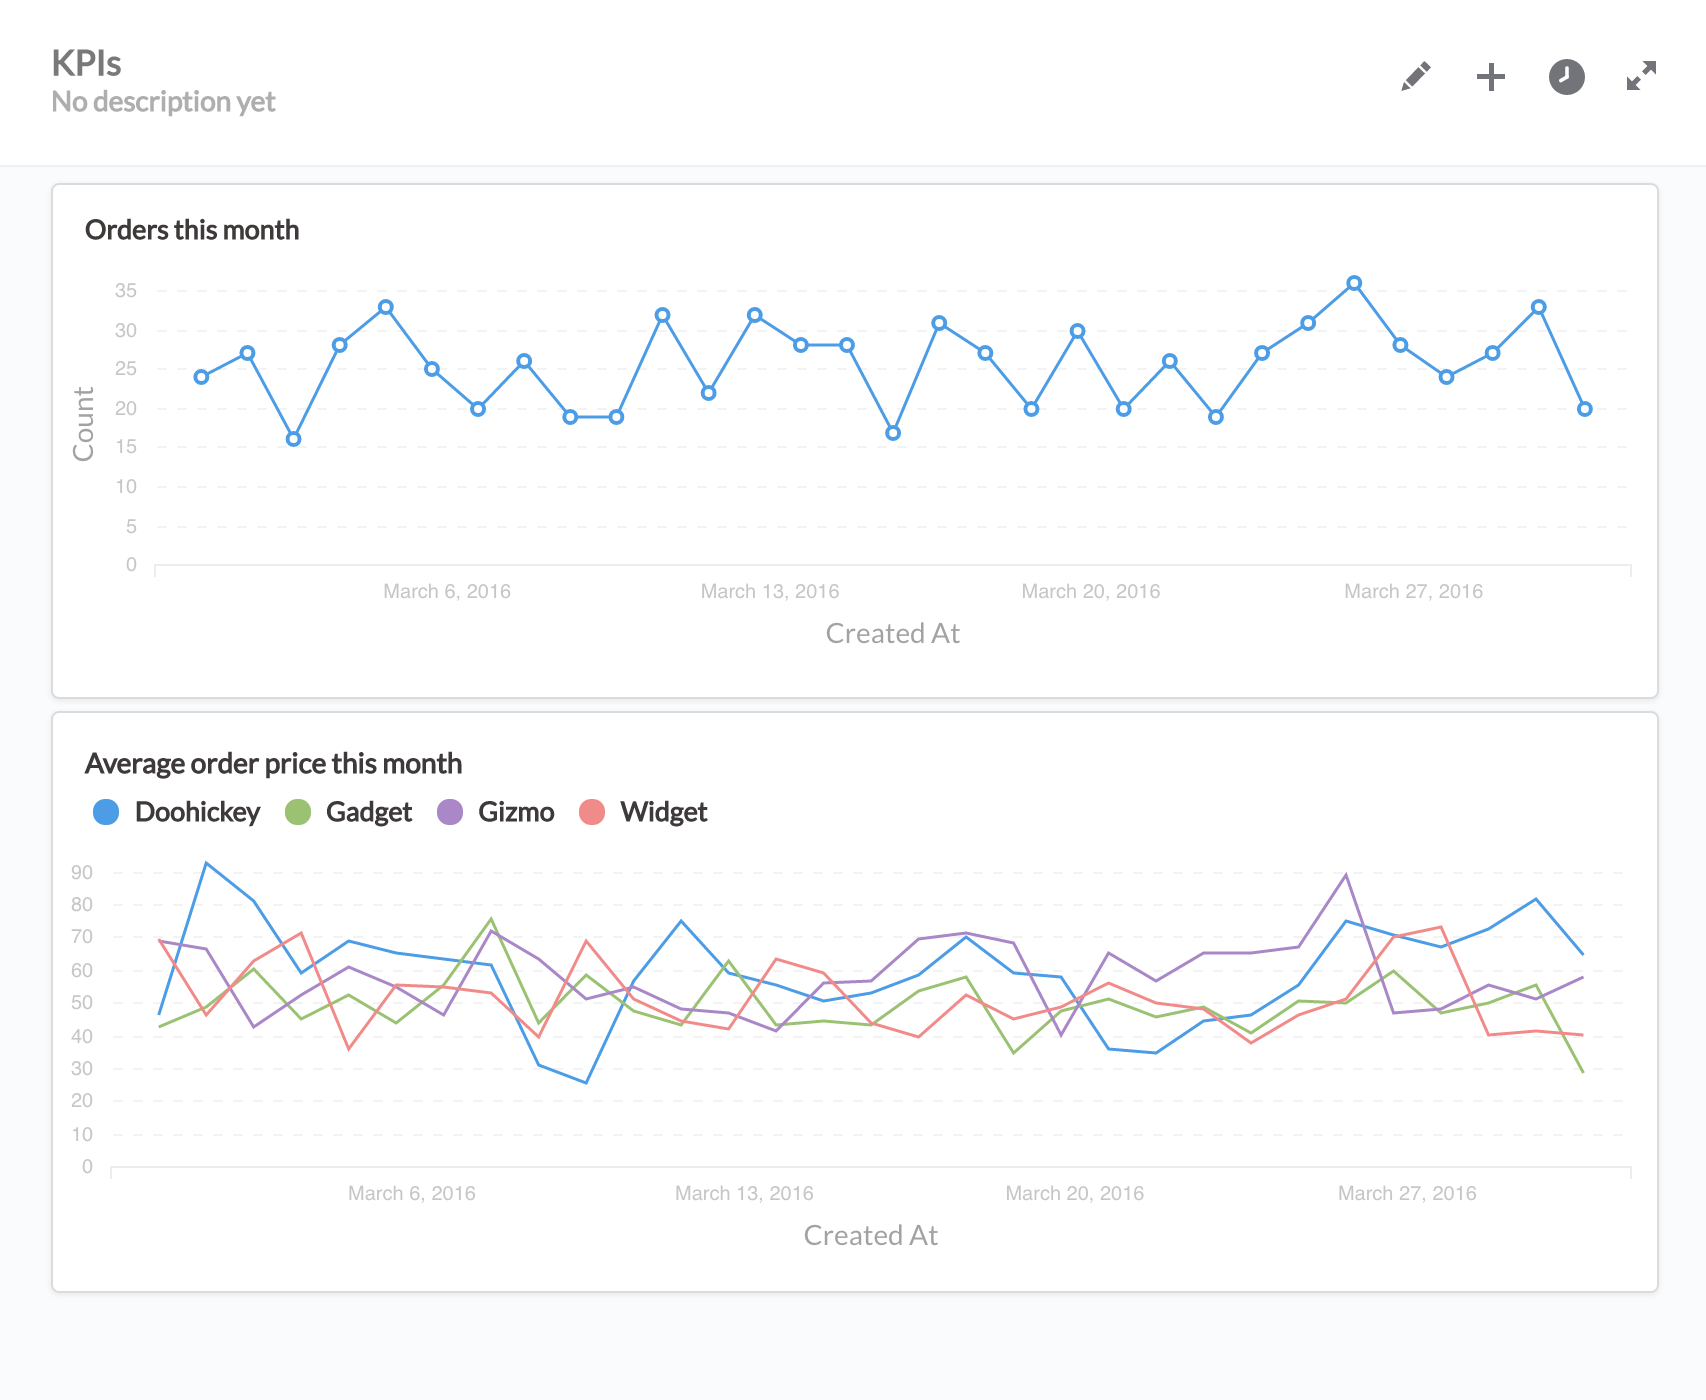 KPIs
No description yet
Orders this month
Count
35
30
25
20
15
10
5
0
March 6, 2016 March 13, 2016 March 20, 2016 March 27, 2016
Created At
Average order price this month
Doohickey Gadget Gizmo Widget
90
80
70
60
50
40
30
20
10
0
March 6, 2016 March 13, 2016 March 20, 2016 March 27, 2016
Created At